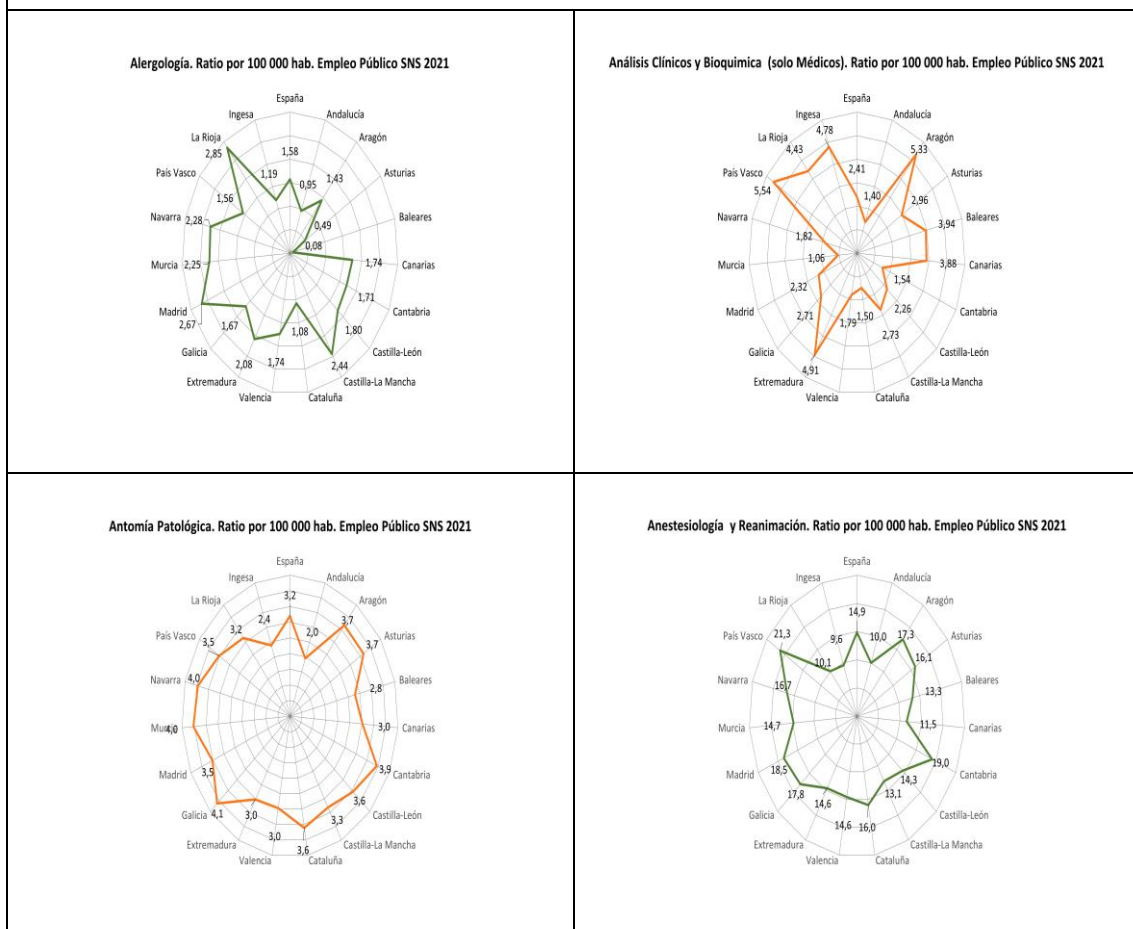 Alergología. Ratio por 100 000 hab. Empleo Público SNS 2021
España
Ingesa
Andalucía
La Rioja
Aragón
2,85
1,58
1,19
0,95
1,43
País Vasco
Asturias
1,56
0,49
Navarra
2,28
0,08
Baleares
Murcia
2,25
1,74
Canarias
Madrid
2,67
1,71
Cantabria
Galicia
1,67
1,80
Castilla-León
Extremadura
2,08
1,74
1,08
2,44
Castilla-La Mancha
Valencia
Cataluña
Análisis Clínicos y Bioquimica (solo Médicos). Ratio por 100 000 hab. Empleo Público SNS 2021
España
Ingesa
Andalucía
La Rioja
4,78
Aragón
4,43
2,41
5,33
País Vasco
5,54
1,40
Asturias
2,96
Navarra
1,82
3,94
Baleares
Murcia
1,06
3,88
Canarias
Madrid
2,32
1,54
Cantabria
Galicia
2,71
2,26
Castilla-León
Extremadura
4,91
1,79
1,50
2,73
Castilla-La Mancha
Valencia
Cataluña
Antomía Patológica. Ratio por 100 000 hab. Empleo Público SNS 2021
España
Ingesa
Andalucía
La Rioja
3,2
Aragón
2,4
2,0
3,7
País Vasco
3,5
3,2
3,7
Asturias
Navarra
4,0
2,8
Baleares
Murcia
4,0
3,0
Canarias
Madrid
3,5
3,9
Cantabria
Galicia
4,1
3,6
Castilla-León
Extremadura
3,0
3,0
3,6
3,3
Castilla-La Mancha
Valencia
Cataluña
Anestesiología y Reanimación. Ratio por 100 000 hab. Empleo Público SNS 2021
España
Ingesa
Andalucía
La Rioja
14,9
Aragón
País Vasco
21,3
9,6
10,0
17,3
Asturias
10,1
16,1
Navarra
16,7
13,3
Baleares
Murcia
14,7
11,5
Canarias
Madrid
18,5
19,0
Cantabria
Galicia
17,8
14,3
Castilla-León
Extremadura
14,6
14,6
16,0
13,1
Castilla-La Mancha
Valencia
Cataluña